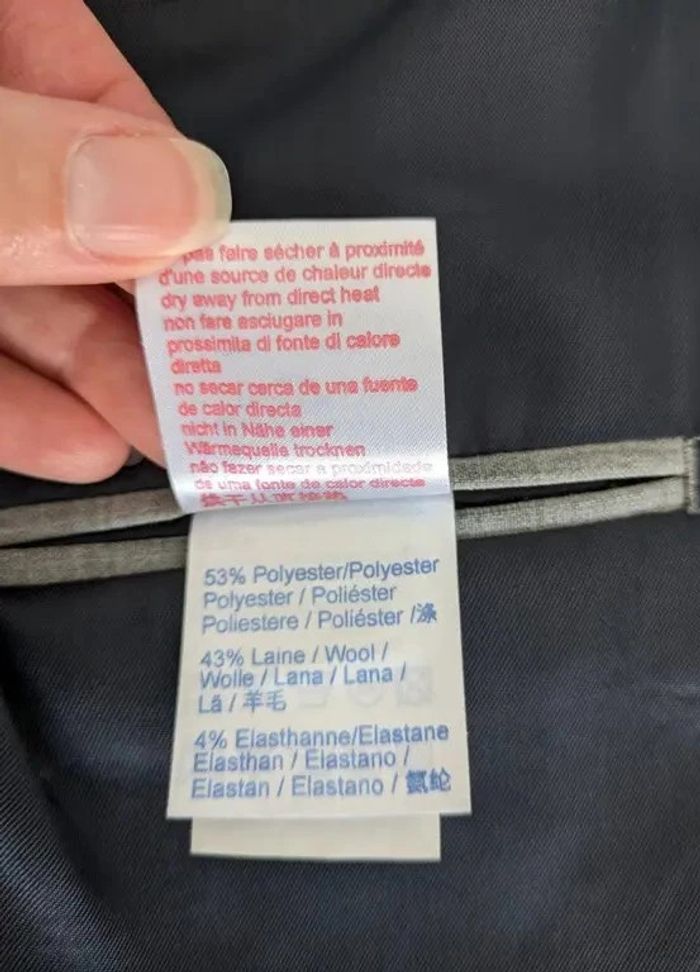 pas faire sécher à proximité
d'une source de chaleur directe
dry away from direct heat
non fare asciugare in
prossimita di fonte di calore
diretta
no secar cerca de una fuente
de calor directa
nicht in Nähe einer
Wärmequelle trocknen
não fazer secar a proximidade
de uma fonte de calor directe
53% Polyester/Polyester
Polyester / Poliéster
Poliestere / Poliéster /涤
43% Laine / Wool /
Wolle / Lana / Lana /
Lã / 羊毛
4% Elasthanne/Elastane
Elasthan / Elastano /
Elastan / Elastano / 氨纶